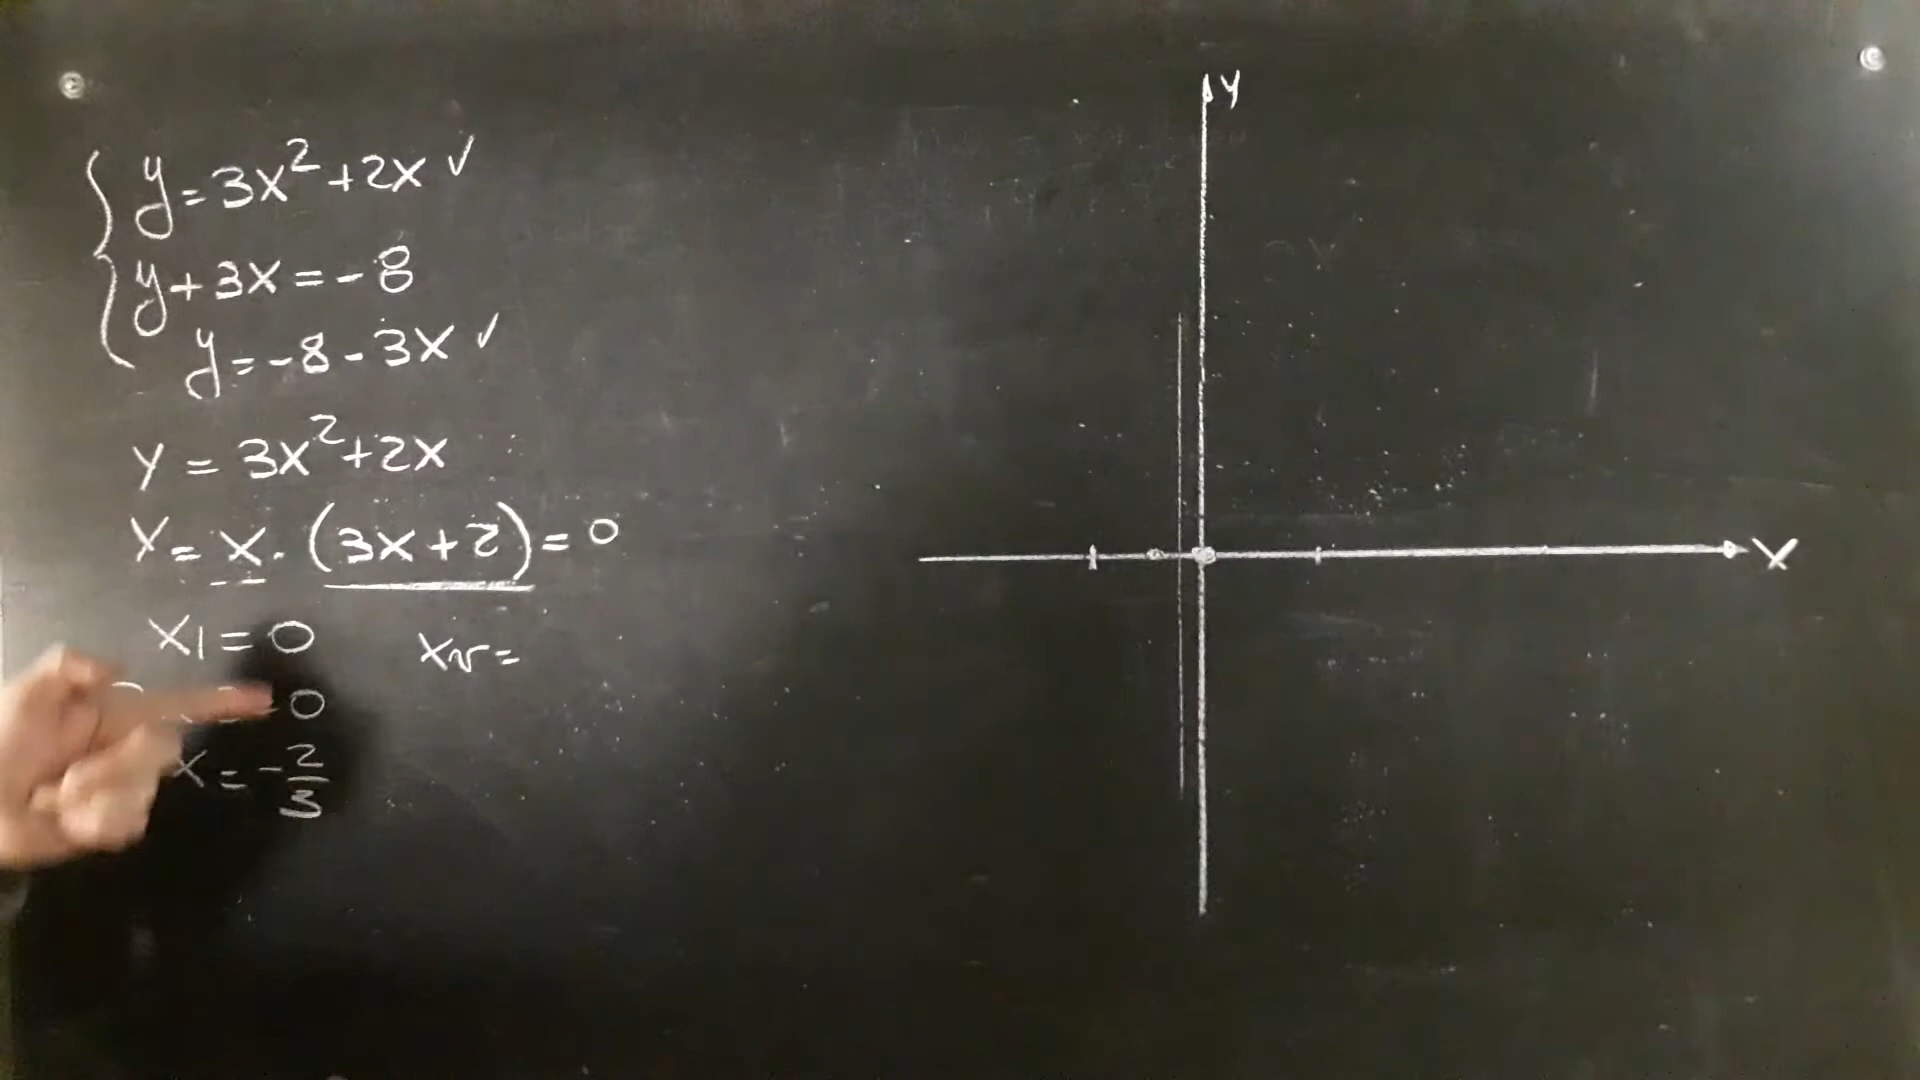 y=3x²+2x ✓
y+3x=-8
y=-8-3x ✓
y = 3x²+2x
x = x · (3x+2) = 0
x1=0
xv=
0
x = -2/3
y
x